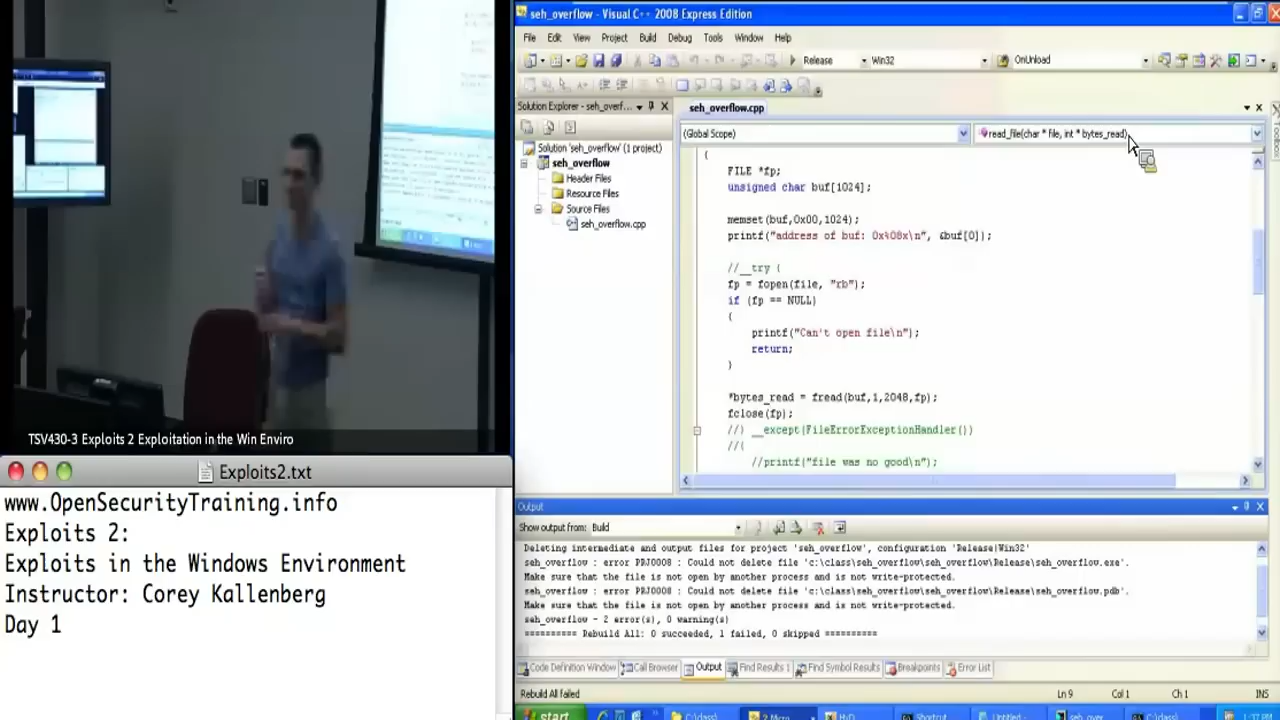 TSV430-3 Exploits 2 Exploitation in the Win Enviro
Exploits2.txt
www.OpenSecurityTraining.info
Exploits 2:
Exploits in the Windows Environment
Instructor: Corey Kallenberg
Day 1
seh_overflow - Visual C++ 2008 Express Edition
File Edit View Project Build Debug Tools Window Help
Release Win32 OnUnload
Solution Explorer - seh_overf...
seh_overflow.cpp
(Global Scope) read_file(char * file, int * bytes_read)
Solution 'seh_overflow' (1 project)
seh_overflow
Header Files
Resource Files
Source Files
seh_overflow.cpp
{
FILE *fp;
unsigned char buf[1024];
memset(buf,0x00,1024);
printf("address of buf: 0x%08x\n", &buf[0]);
//__try {
fp = fopen(file, "rb");
if (fp == NULL)
{
printf("Can't open file\n");
return;
}
*bytes_read = fread(buf,1,2048,fp);
fclose(fp);
//} __except(FileErrorExceptionHandler())
//{
//printf("file was no good\n");
Output
Show output from: Build
Deleting intermediate and output files for project 'seh_overflow', configuration 'Release|Win32'
seh_overflow : error PRJ0008 : Could not delete file 'c:\class\seh_overflow\seh_overflow\Release\seh_overflow.exe'.
Make sure that the file is not open by another process and is not write-protected.
seh_overflow : error PRJ0008 : Could not delete file 'c:\class\seh_overflow\seh_overflow\Release\seh_overflow.pdb'.
Make sure that the file is not open by another process and is not write-protected.
seh_overflow - 2 error(s), 0 warning(s)
========== Rebuild All: 0 succeeded, 1 failed, 0 skipped ==========
Code Definition Window Call Browser Output Find Results 1 Find Symbol Results Breakpoints Error List
Rebuild All failed Ln 9 Col 1 Ch 1 INS
start C:\class\ 2 Micro... Shortcut Untitled - seh_over C:\class\ 1:37 PM